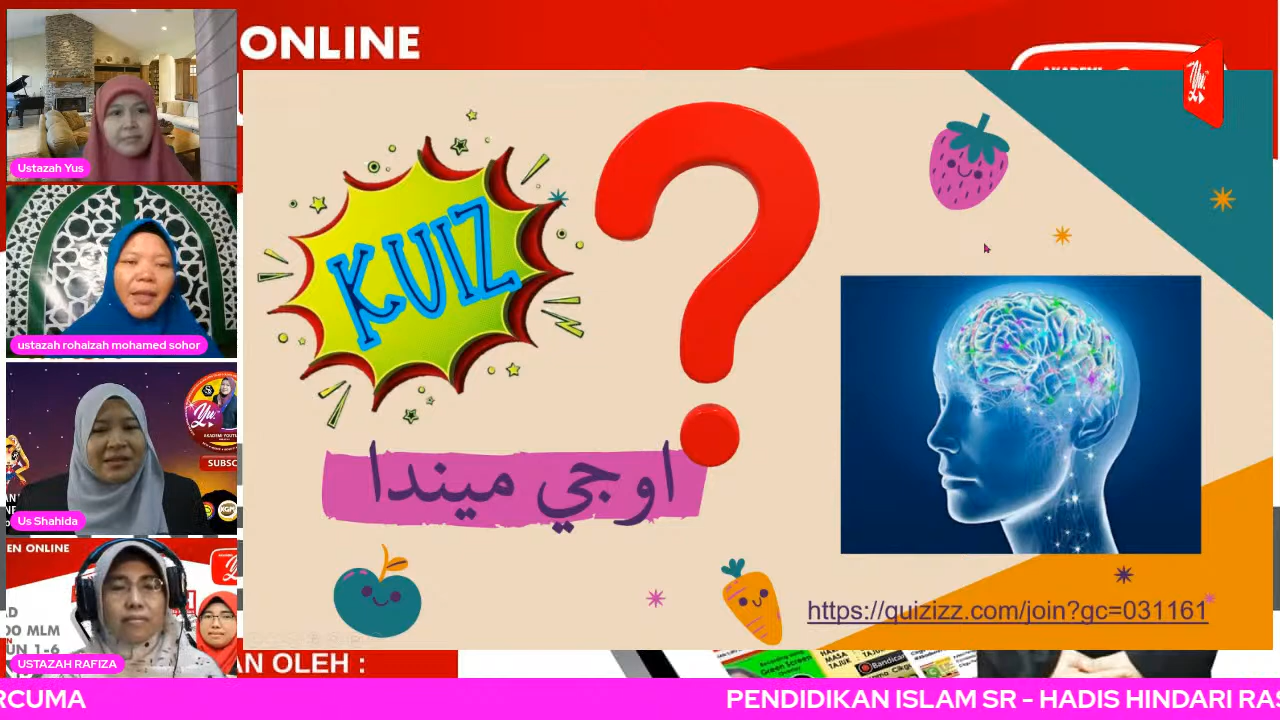 ONLINE
Ustazah Yus
ustazah rohaizah mohamed sohor
SUBSC
Us Shahida
EN ONLINE
USTAZAH RAFIZA
KUIZ
?
اوجي ميندا
https://quizizz.com/join?gc=031161
AN OLEH :
RCUMA
PENDIDIKAN ISLAM SR - HADIS HINDARI RAS